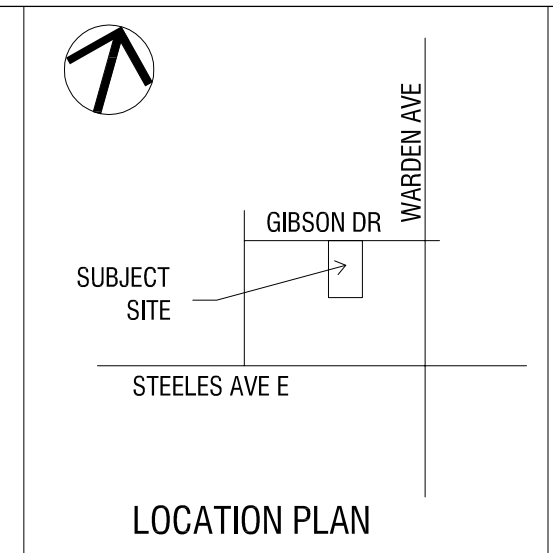 WARDEN AVE
GIBSON DR
SUBJECT
SITE
STEELES AVE E
LOCATION PLAN